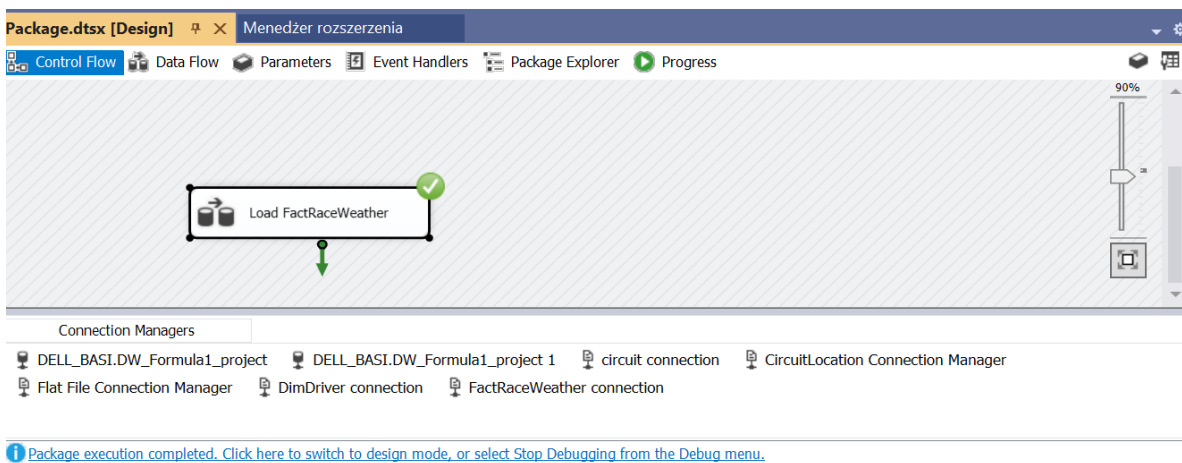 Package.dtsx [Design] Menedżer rozszerzenia
Control Flow Data Flow Parameters Event Handlers Package Explorer Progress
90%
Load FactRaceWeather
Connection Managers
DELL_BASI.DW_Formula1_project DELL_BASI.DW_Formula1_project 1 circuit connection CircuitLocation Connection Manager
Flat File Connection Manager DimDriver connection FactRaceWeather connection
Package execution completed. Click here to switch to design mode, or select Stop Debugging from the Debug menu.